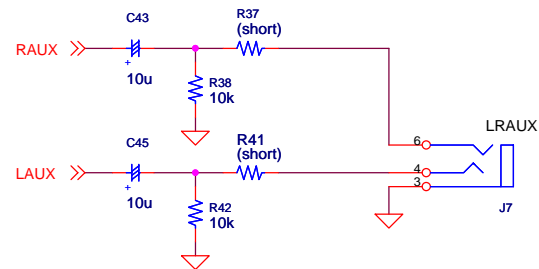 C43
R37
(short)
RAUX
+
10u
R38
10k
LRAUX
6
C45
R41
(short)
4
LAUX
3
+
10u
R42
10k
J7